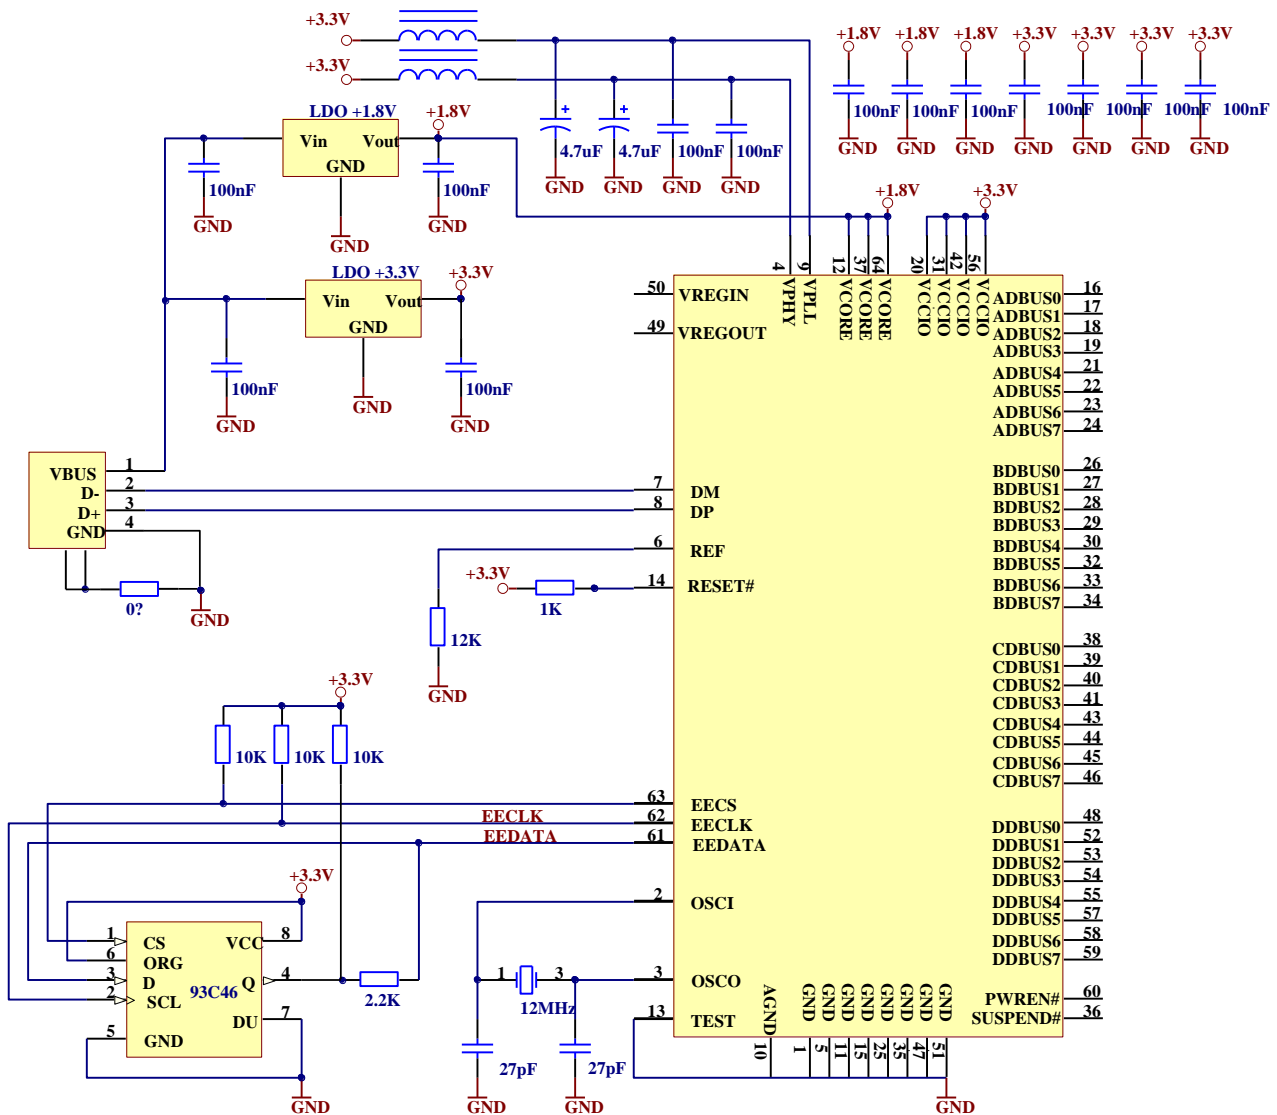 +3.3V
+3.3V
+1.8V +1.8V +1.8V +3.3V +3.3V +3.3V +3.3V
100nF 100nF 100nF 100nF 100nF 100nF 100nF
GND GND GND GND GND GND GND
+ +
4.7uF 4.7uF 100nF 100nF
GND GND GND GND
LDO +1.8V
+1.8V
Vin Vout
GND
100nF 100nF
GND GND GND
LDO +3.3V
+3.3V
Vin Vout
GND
100nF 100nF
GND GND GND
+1.8V +3.3V
4 9 12 37 64 20 31 42 56
VPHY VPLL VCORE VCORE VCORE VCCIO VCCIO VCCIO VCCIO
50 VREGIN
49 VREGOUT
ADBUS0 16
ADBUS1 17
ADBUS2 18
ADBUS3 19
ADBUS4 21
ADBUS5 22
ADBUS6 23
ADBUS7 24
VBUS 1
D- 2
D+ 3
GND 4
0?
GND
7 DM
8 DP
6 REF
14 RESET#
+3.3V
1K
12K
GND
BDBUS0 26
BDBUS1 27
BDBUS2 28
BDBUS3 29
BDBUS4 30
BDBUS5 32
BDBUS6 33
BDBUS7 34
CDBUS0 38
CDBUS1 39
CDBUS2 40
CDBUS3 41
CDBUS4 43
CDBUS5 44
CDBUS6 45
CDBUS7 46
+3.3V
10K 10K 10K
63 EECS
EECLK 62 EECLK
EEDATA 61 EEDATA
DDBUS0 48
DDBUS1 52
DDBUS2 53
DDBUS3 54
DDBUS4 55
DDBUS5 57
DDBUS6 58
DDBUS7 59
+3.3V
1 CS VCC 8
6 ORG
3 D Q 4
2 SCL 93C46
DU 7
5 GND
2.2K
GND
2 OSCI
3 OSCO
13 TEST
1 3
12MHz
27pF 27pF
GND GND
PWREN# 60
SUSPEND# 36
AGND GND GND GND GND GND GND GND GND
10 1 5 11 15 25 35 47 51
GND